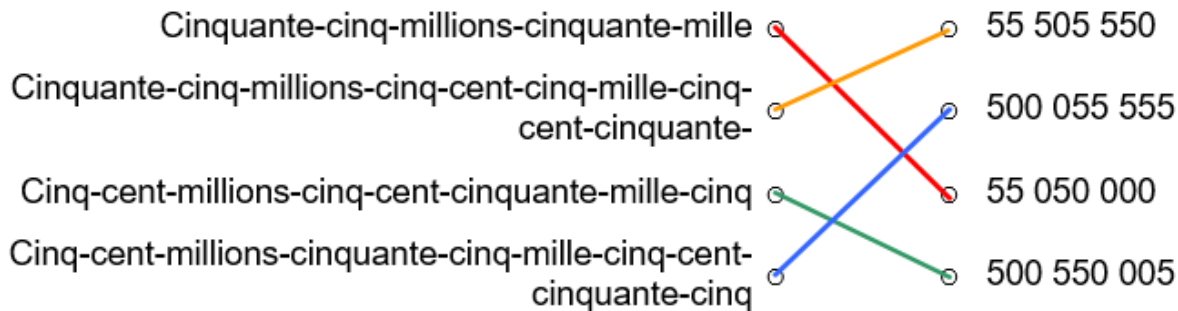 Cinquante-cinq-millions-cinquante-mille
55 505 550
Cinquante-cinq-millions-cinq-cent-cinq-mille-cinq-
cent-cinquante-
500 055 555
Cinq-cent-millions-cinq-cent-cinquante-mille-cinq
55 050 000
Cinq-cent-millions-cinquante-cinq-mille-cinq-cent-
cinquante-cinq
500 550 005